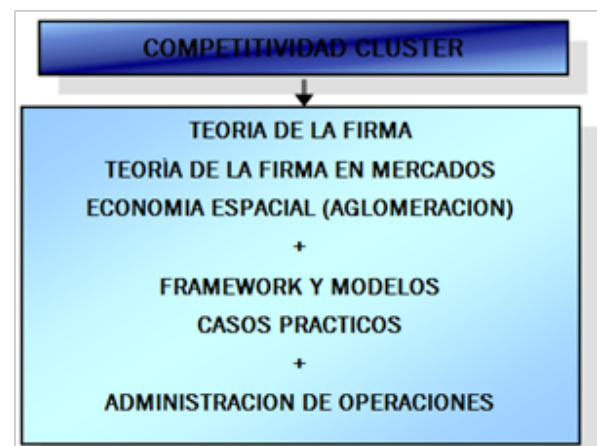 COMPETITIVIDAD CLUSTER
TEORIA DE LA FIRMA
TEORÌA DE LA FIRMA EN MERCADOS
ECONOMIA ESPACIAL (AGLOMERACION)
+
FRAMEWORK Y MODELOS
CASOS PRACTICOS
+
ADMINISTRACION DE OPERACIONES